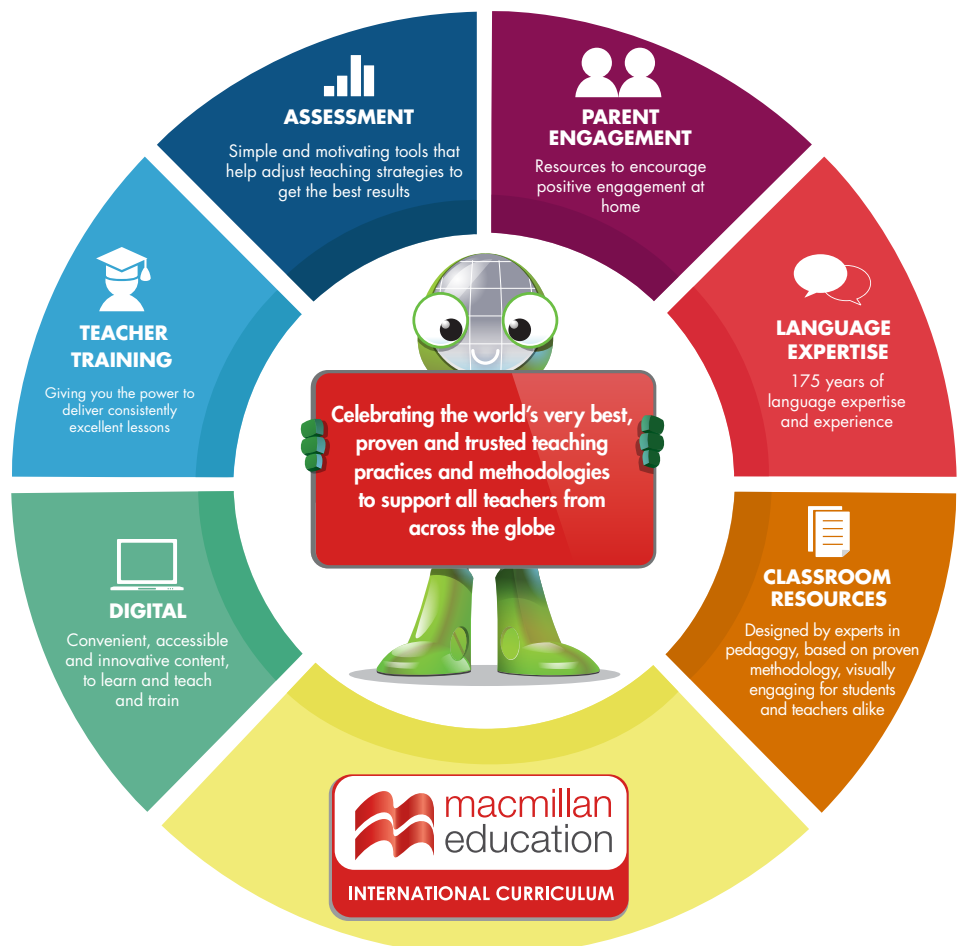 ASSESSMENT
Simple and motivating tools that
help adjust teaching strategies to
get the best results
PARENT
ENGAGEMENT
Resources to encourage
positive engagement at
home
LANGUAGE
EXPERTISE
175 years of
language expertise
and experience
CLASSROOM
RESOURCES
Designed by experts in
pedagogy, based on proven
methodology, visually
engaging for students
and teachers alike
macmillan
education
INTERNATIONAL CURRICULUM
DIGITAL
Convenient, accessible
and innovative content,
to learn and teach
and train
TEACHER
TRAINING
Giving you the power to
deliver consistently
excellent lessons
Celebrating the world's very best,
proven and trusted teaching
practices and methodologies
to support all teachers from
across the globe